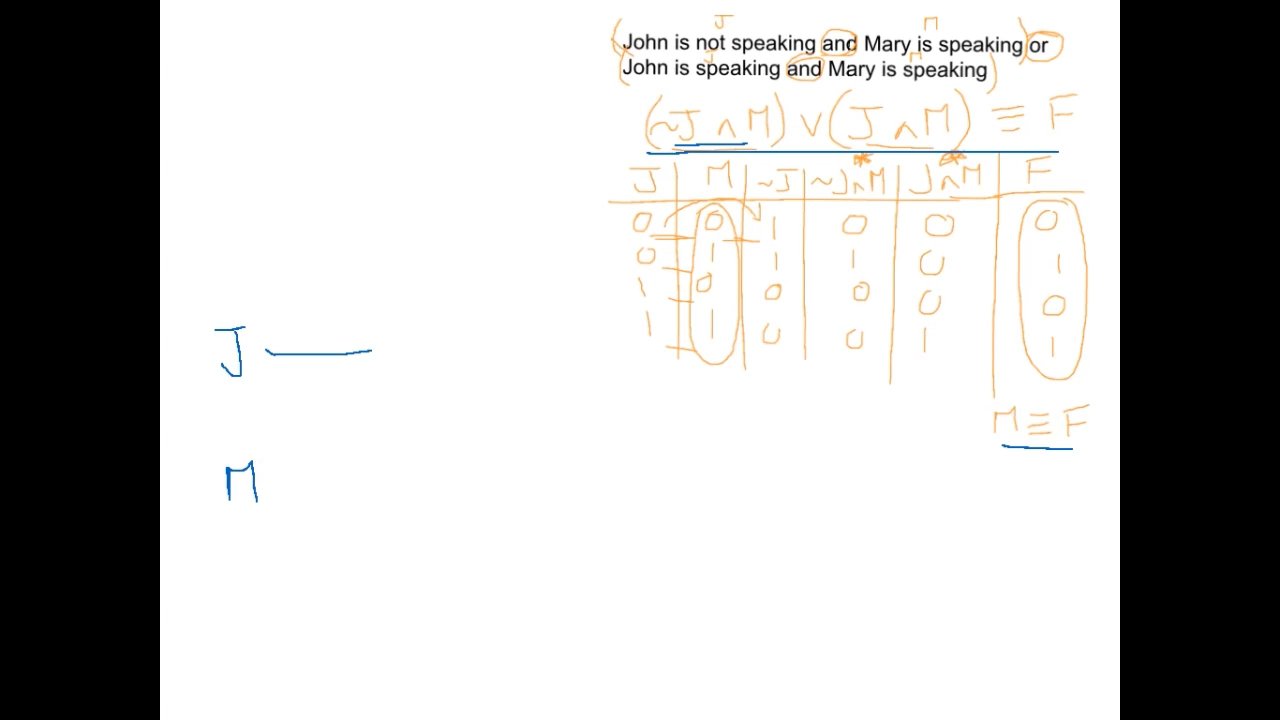 J M
John is not speaking and Mary is speaking or
J M
John is speaking and Mary is speaking
(~J ∧ M) ∨ (J ∧ M) ≡ F
J M ~J ~J∧M* J∧M* F
0 0 1 0 0 0
0 1 1 1 0 1
1 0 0 0 0 0
1 1 0 0 1 1
M ≡ F
J
M